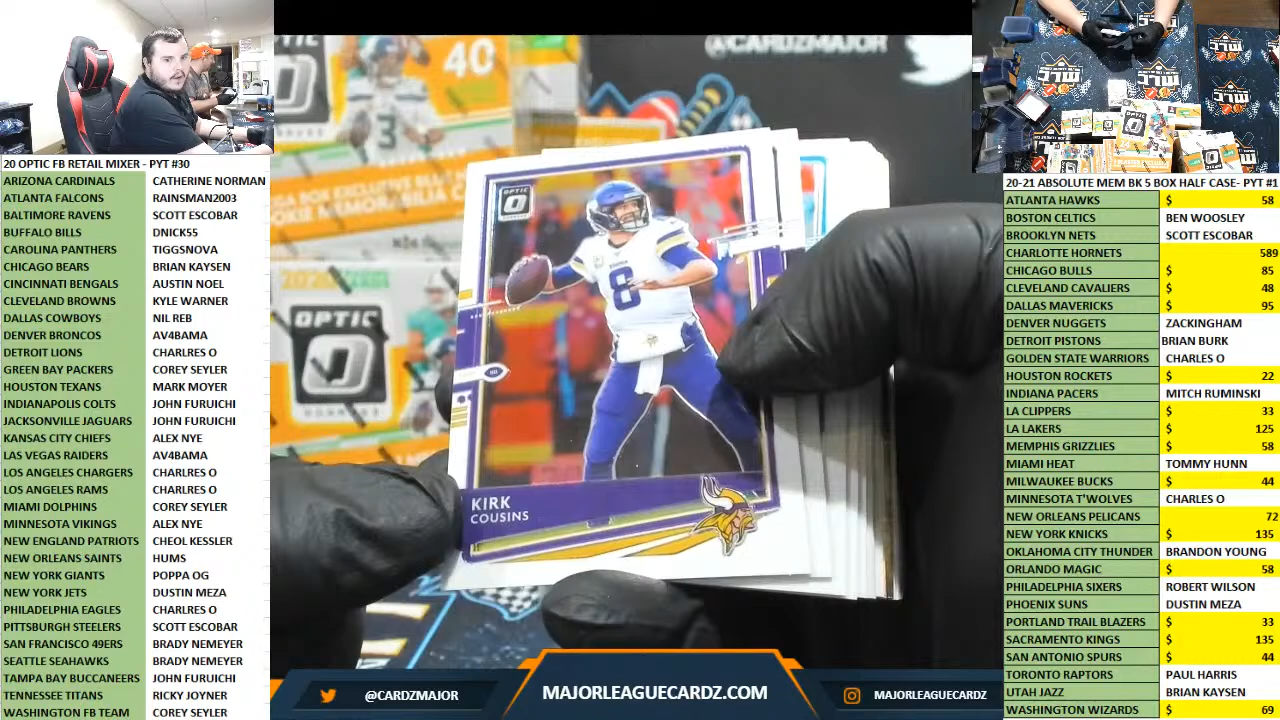 20 OPTIC FB RETAIL MIXER - PYT #30
ARIZONA CARDINALS CATHERINE NORMAN
ATLANTA FALCONS RAINSMAN2003
BALTIMORE RAVENS SCOTT ESCOBAR
BUFFALO BILLS DNICK55
CAROLINA PANTHERS TIGGSNOVA
CHICAGO BEARS BRIAN KAYSEN
CINCINNATI BENGALS AUSTIN NOEL
CLEVELAND BROWNS KYLE WARNER
DALLAS COWBOYS NIL REB
DENVER BRONCOS AV4BAMA
DETROIT LIONS CHARLRES O
GREEN BAY PACKERS COREY SEYLER
HOUSTON TEXANS MARK MOYER
INDIANAPOLIS COLTS JOHN FURUICHI
JACKSONVILLE JAGUARS JOHN FURUICHI
KANSAS CITY CHIEFS ALEX NYE
LAS VEGAS RAIDERS AV4BAMA
LOS ANGELES CHARGERS CHARLRES O
LOS ANGELES RAMS CHARLRES O
MIAMI DOLPHINS COREY SEYLER
MINNESOTA VIKINGS ALEX NYE
NEW ENGLAND PATRIOTS CHEOL KESSLER
NEW ORLEANS SAINTS HUMS
NEW YORK GIANTS POPPA OG
NEW YORK JETS DUSTIN MEZA
PHILADELPHIA EAGLES CHARLRES O
PITTSBURGH STEELERS SCOTT ESCOBAR
SAN FRANCISCO 49ERS BRADY NEMEYER
SEATTLE SEAHAWKS BRADY NEMEYER
TAMPA BAY BUCCANEERS JOHN FURUICHI
TENNESSEE TITANS RICKY JOYNER
WASHINGTON FB TEAM COREY SEYLER
@CARDZMAJOR
OPTIC
40
3
2020
OPTIC
OPTIC
8
KIRK
COUSINS
@CARDZMAJOR
MAJORLEAGUECARDZ.COM
MAJORLEAGUECARDZ
20-21 ABSOLUTE MEM BK 5 BOX HALF CASE- PYT #1
ATLANTA HAWKS $ 58
BOSTON CELTICS BEN WOOSLEY
BROOKLYN NETS SCOTT ESCOBAR
CHARLOTTE HORNETS 589
CHICAGO BULLS $ 85
CLEVELAND CAVALIERS $ 48
DALLAS MAVERICKS $ 95
DENVER NUGGETS ZACKINGHAM
DETROIT PISTONS BRIAN BURK
GOLDEN STATE WARRIORS CHARLES O
HOUSTON ROCKETS $ 22
INDIANA PACERS MITCH RUMINSKI
LA CLIPPERS $ 33
LA LAKERS $ 125
MEMPHIS GRIZZLIES $ 58
MIAMI HEAT TOMMY HUNN
MILWAUKEE BUCKS $ 44
MINNESOTA T'WOLVES CHARLES O
NEW ORLEANS PELICANS 72
NEW YORK KNICKS $ 135
OKLAHOMA CITY THUNDER BRANDON YOUNG
ORLANDO MAGIC $ 58
PHILADELPHIA SIXERS ROBERT WILSON
PHOENIX SUNS DUSTIN MEZA
PORTLAND TRAIL BLAZERS $ 33
SACRAMENTO KINGS $ 135
SAN ANTONIO SPURS $ 44
TORONTO RAPTORS PAUL HARRIS
UTAH JAZZ BRIAN KAYSEN
WASHINGTON WIZARDS $ 69